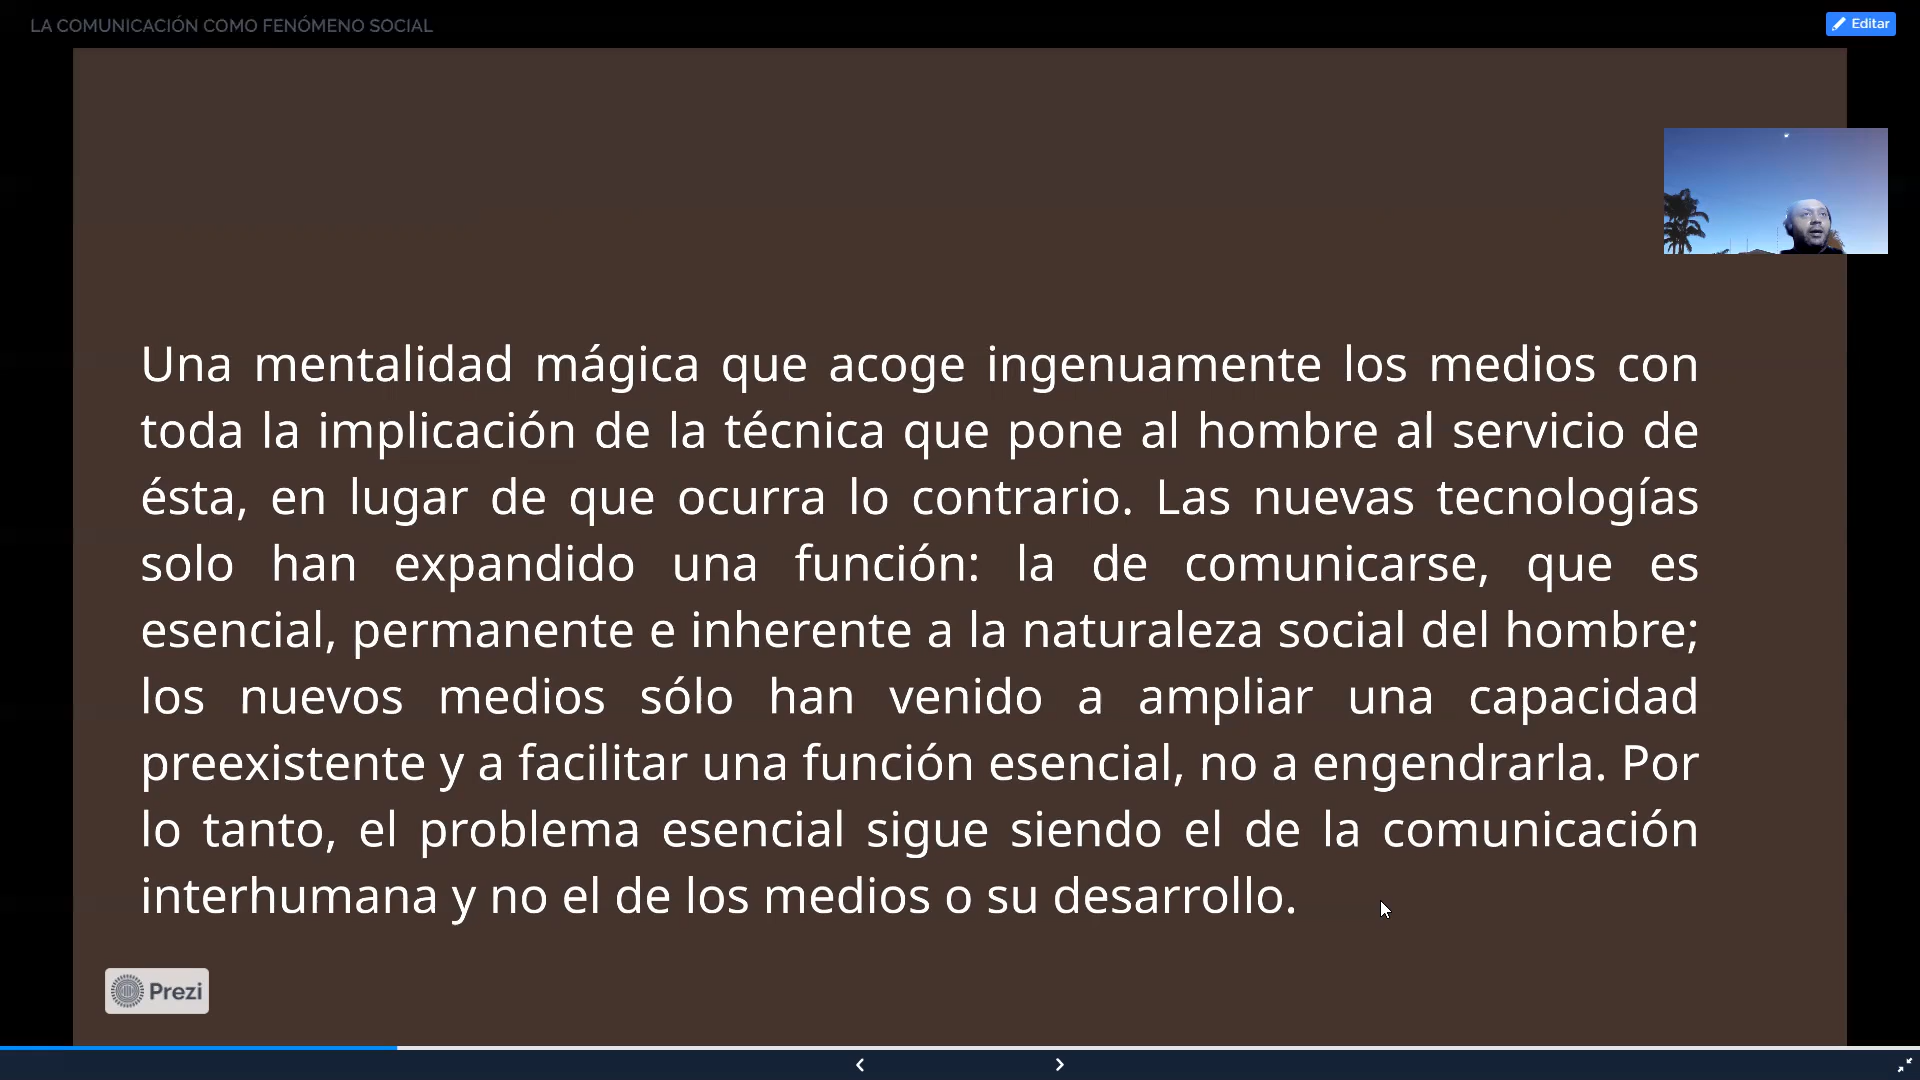 LA COMUNICACIÓN COMO FENÓMENO SOCIAL
Editar
Una mentalidad mágica que acoge ingenuamente los medios con
toda la implicación de la técnica que pone al hombre al servicio de
ésta, en lugar de que ocurra lo contrario. Las nuevas tecnologías
solo han expandido una función: la de comunicarse, que es
esencial, permanente e inherente a la naturaleza social del hombre;
los nuevos medios sólo han venido a ampliar una capacidad
preexistente y a facilitar una función esencial, no a engendrarla. Por
lo tanto, el problema esencial sigue siendo el de la comunicación
interhumana y no el de los medios o su desarrollo.
Prezi